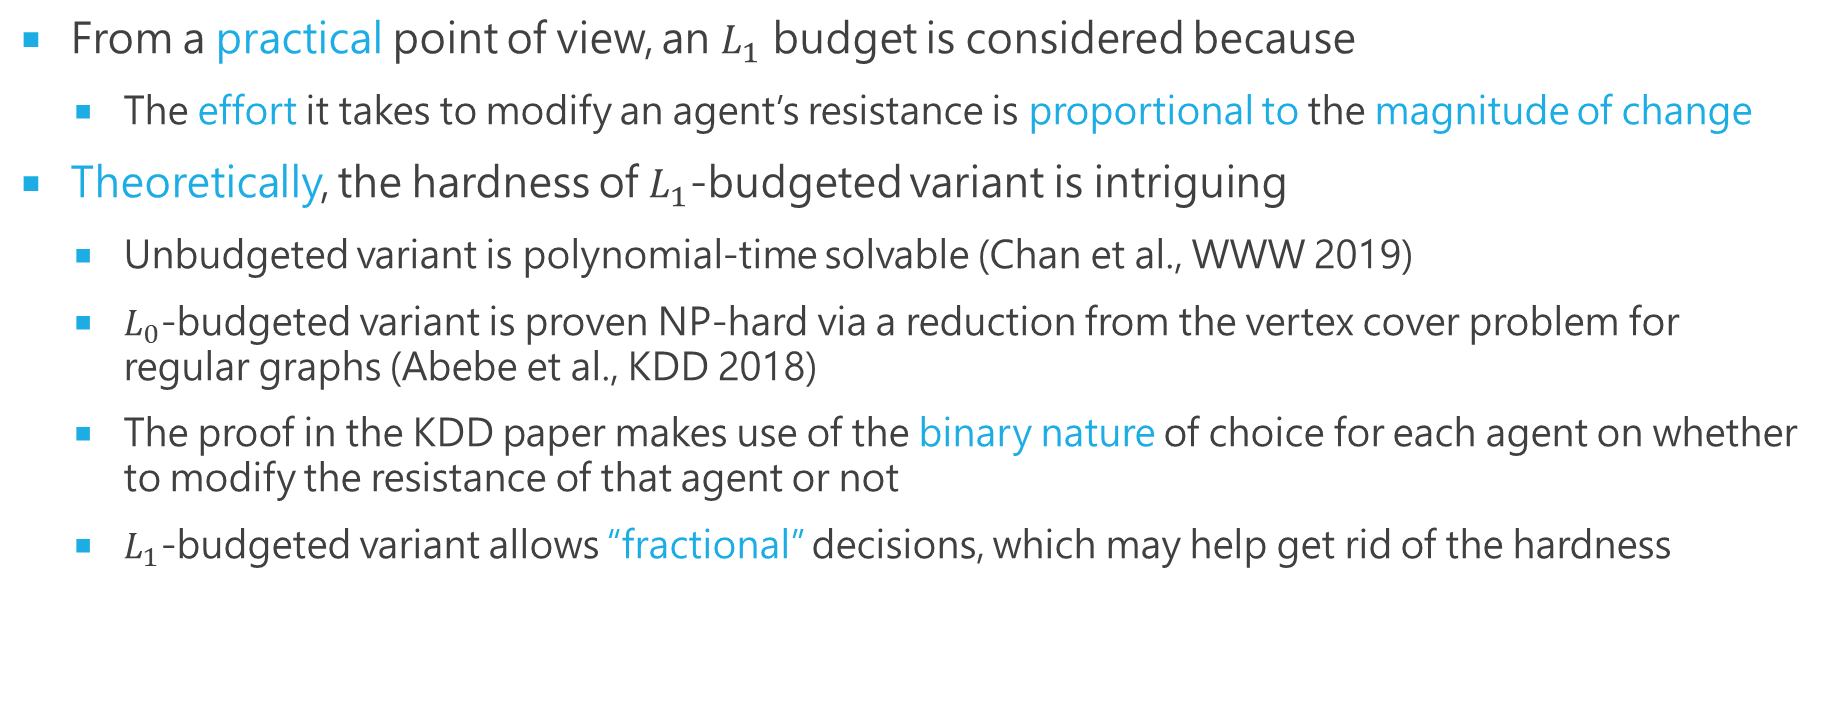 ▪ From a practical point of view, an L₁ budget is considered because
▪ The effort it takes to modify an agent’s resistance is proportional to the magnitude of change
▪ Theoretically, the hardness of L₁-budgeted variant is intriguing
▪ Unbudgeted variant is polynomial-time solvable (Chan et al., WWW 2019)
▪ L₀-budgeted variant is proven NP-hard via a reduction from the vertex cover problem for
regular graphs (Abebe et al., KDD 2018)
▪ The proof in the KDD paper makes use of the binary nature of choice for each agent on whether
to modify the resistance of that agent or not
▪ L₁-budgeted variant allows “fractional” decisions, which may help get rid of the hardness